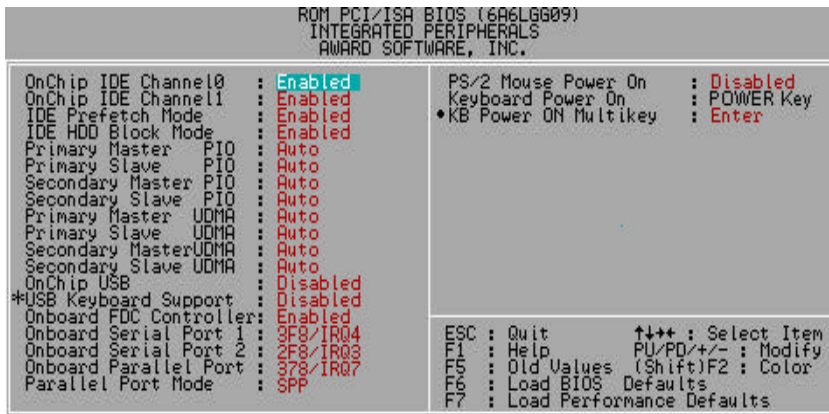 ROM PCI/ISA BIOS (6A6LGG09)
INTEGRATED PERIPHERALS
AWARD SOFTWARE, INC.
OnChip IDE Channel0 : Enabled
OnChip IDE Channel1 : Enabled
IDE Prefetch Mode : Enabled
IDE HDD Block Mode : Enabled
Primary Master PIO : Auto
Primary Slave PIO : Auto
Secondary Master PIO : Auto
Secondary Slave PIO : Auto
Primary Master UDMA : Auto
Primary Slave UDMA : Auto
Secondary MasterUDMA : Auto
Secondary Slave UDMA : Auto
OnChip USB : Disabled
*USB Keyboard Support : Disabled
Onboard FDC Controller: Enabled
Onboard Serial Port 1 : 3F8/IRQ4
Onboard Serial Port 2 : 2F8/IRQ3
Onboard Parallel Port : 378/IRQ7
Parallel Port Mode : SPP
PS/2 Mouse Power On : Disabled
Keyboard Power On : POWER Key
•KB Power ON Multikey : Enter
ESC : Quit ↑↓→← : Select Item
F1 : Help PU/PD/+/- : Modify
F5 : Old Values (Shift)F2 : Color
F6 : Load BIOS Defaults
F7 : Load Performance Defaults